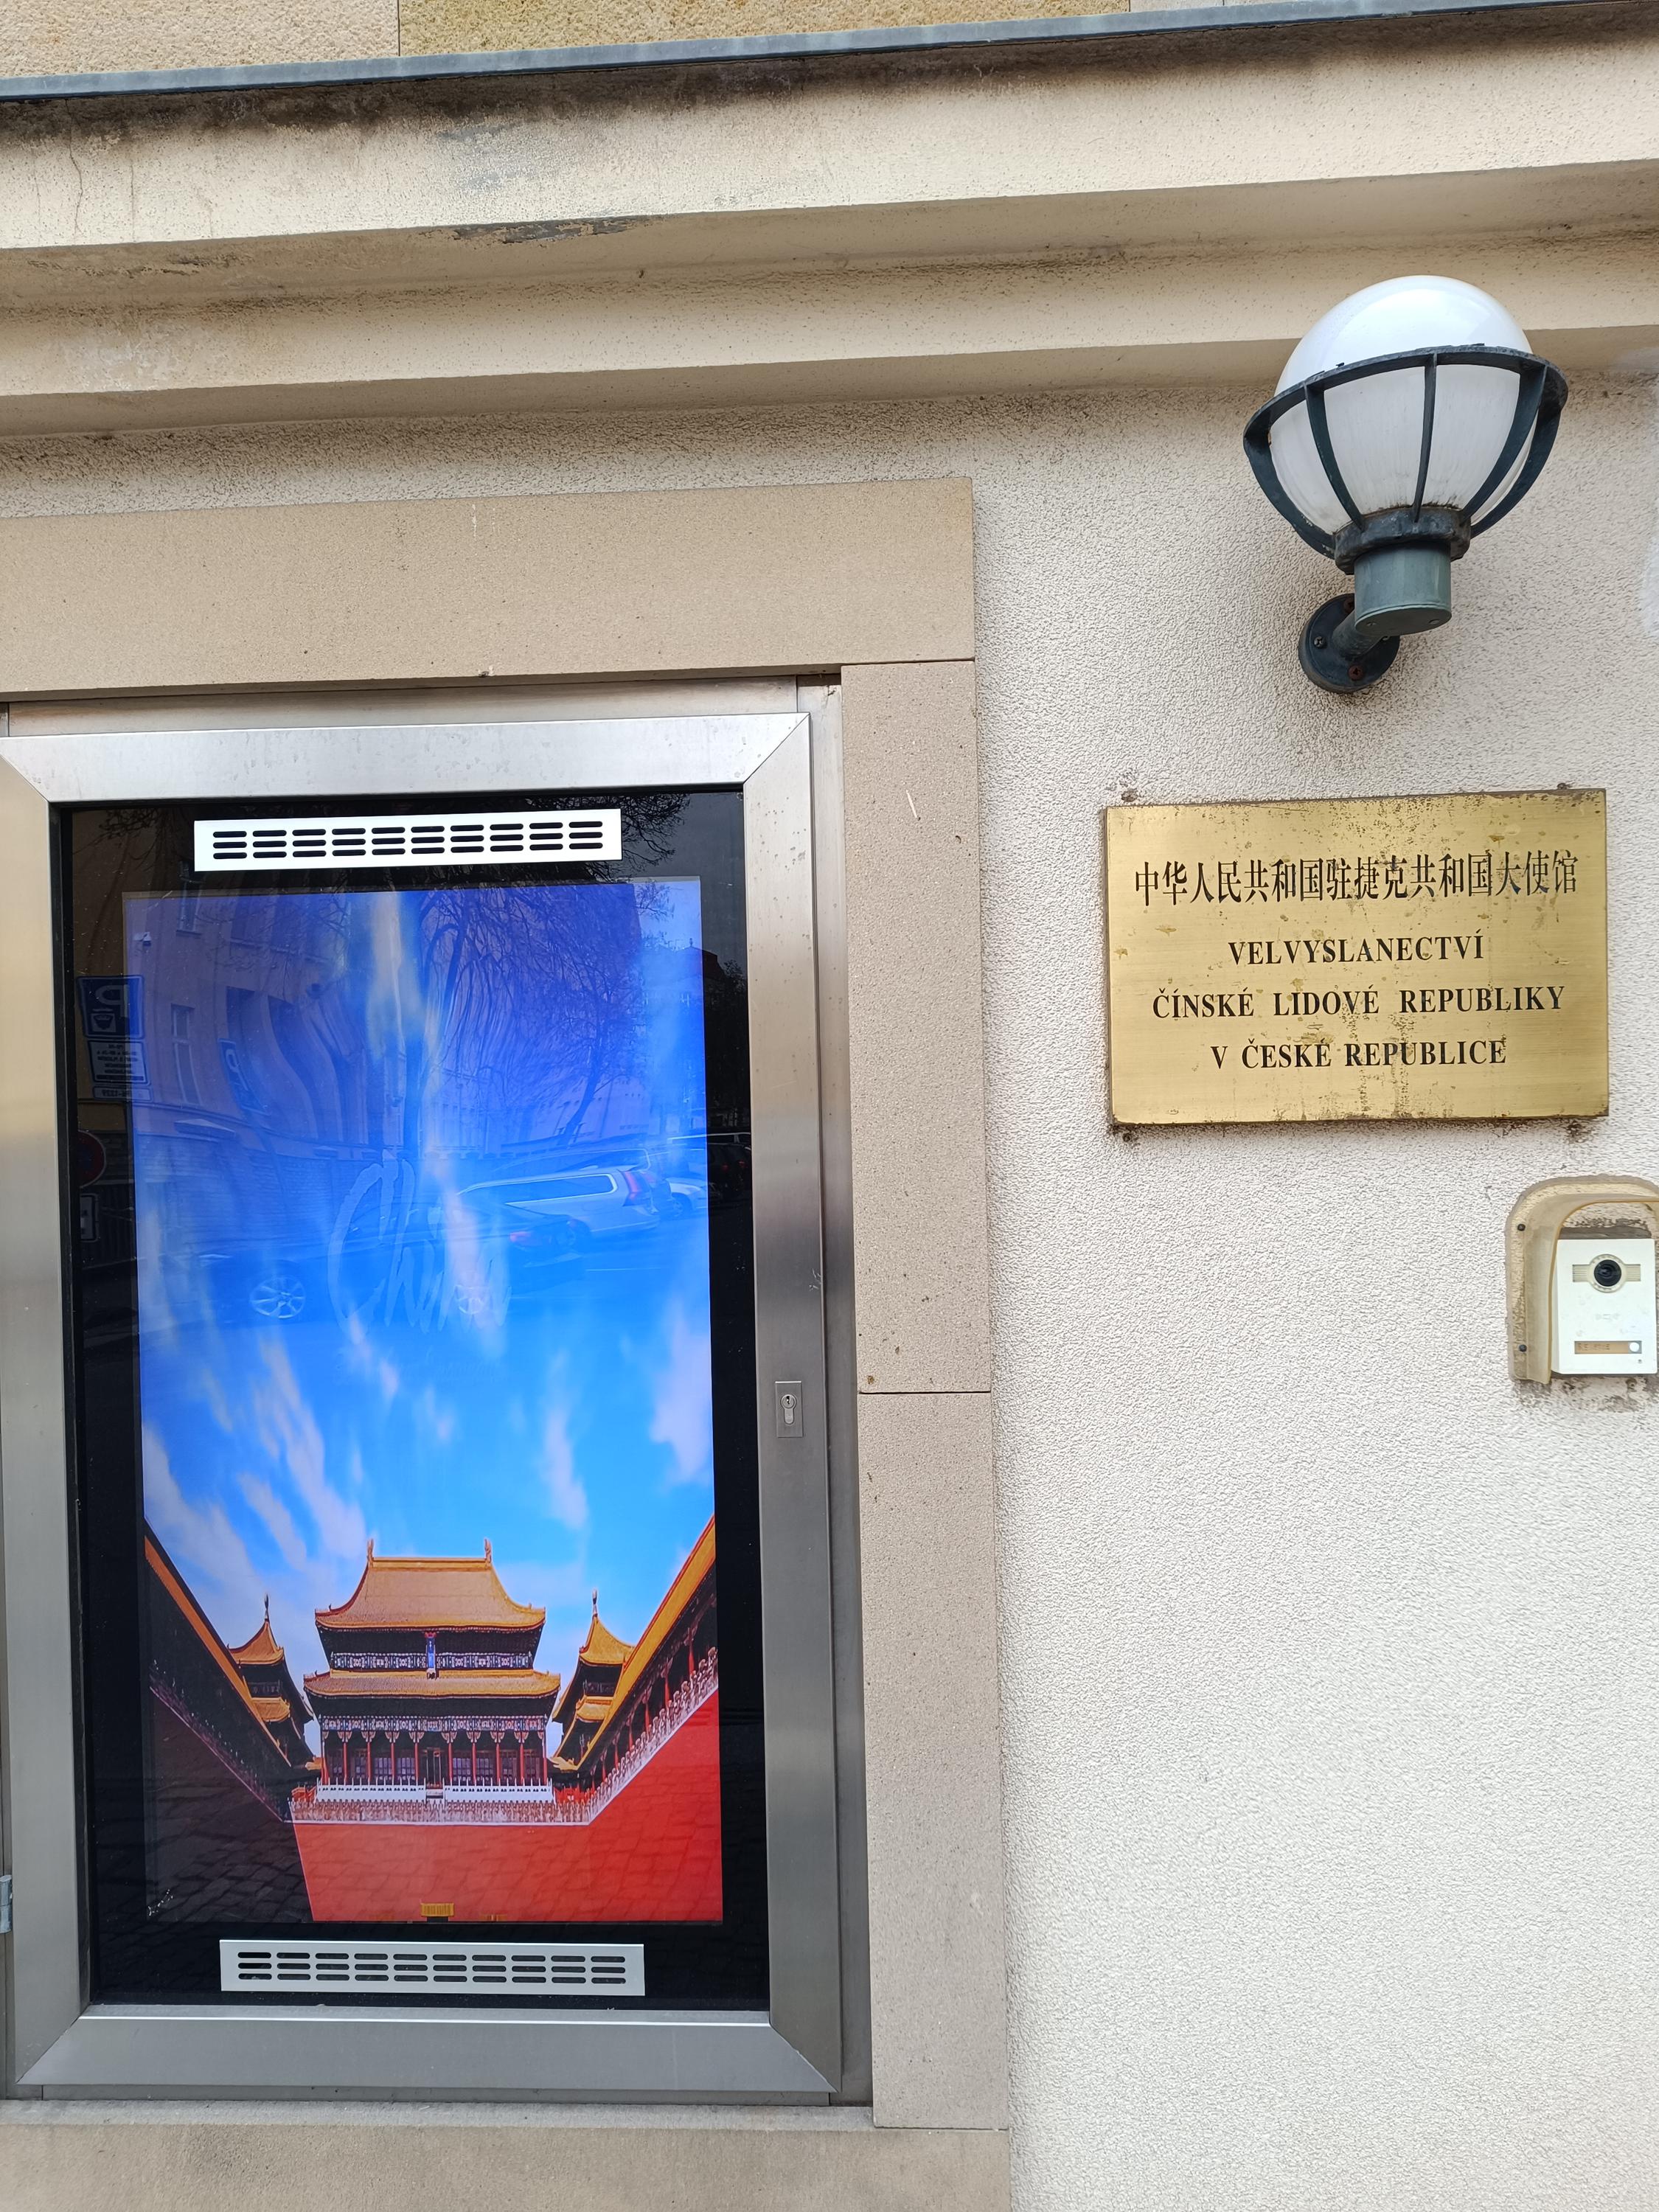 China
中华人民共和国驻捷克共和国大使馆
VELVYSLANECTVÍ
ČÍNSKÉ LIDOVÉ REPUBLIKY
V ČESKÉ REPUBLICE